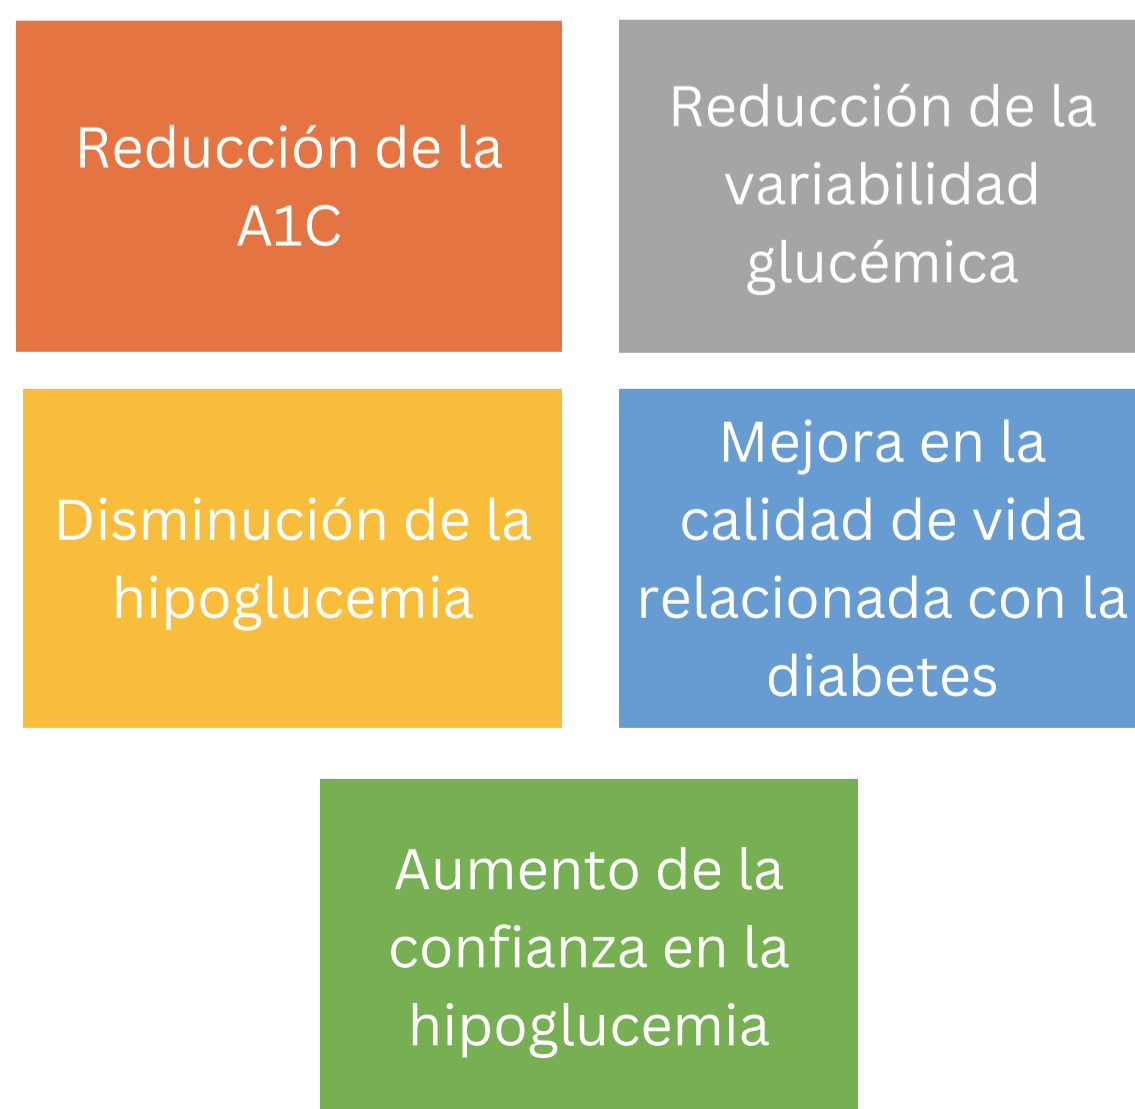 Reducción de la
A1C
Reducción de la
variabilidad
glucémica
Disminución de la
hipoglucemia
Mejora en la
calidad de vida
relacionada con la
diabetes
Aumento de la
confianza en la
hipoglucemia